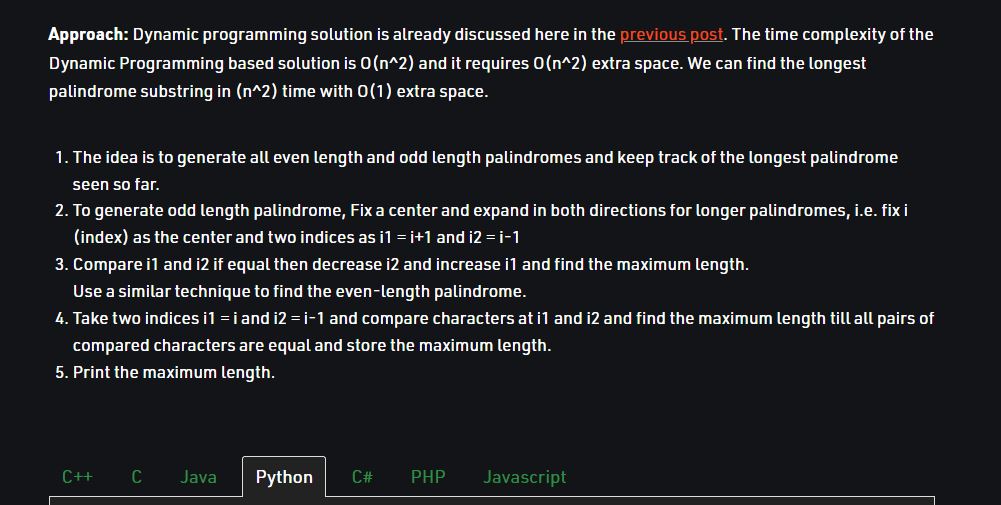 Approach: Dynamic programming solution is already discussed here in the previous post. The time complexity of the
Dynamic Programming based solution is O(n^2) and it requires O(n^2) extra space. We can find the longest
palindrome substring in (n^2) time with O(1) extra space.
1. The idea is to generate all even length and odd length palindromes and keep track of the longest palindrome
seen so far.
2. To generate odd length palindrome, Fix a center and expand in both directions for longer palindromes, i.e. fix i
(index) as the center and two indices as i1 = i+1 and i2 = i-1
3. Compare i1 and i2 if equal then decrease i2 and increase i1 and find the maximum length.
Use a similar technique to find the even-length palindrome.
4. Take two indices i1 = i and i2 = i-1 and compare characters at i1 and i2 and find the maximum length till all pairs of
compared characters are equal and store the maximum length.
5. Print the maximum length.
C++ C Java Python C# PHP Javascript